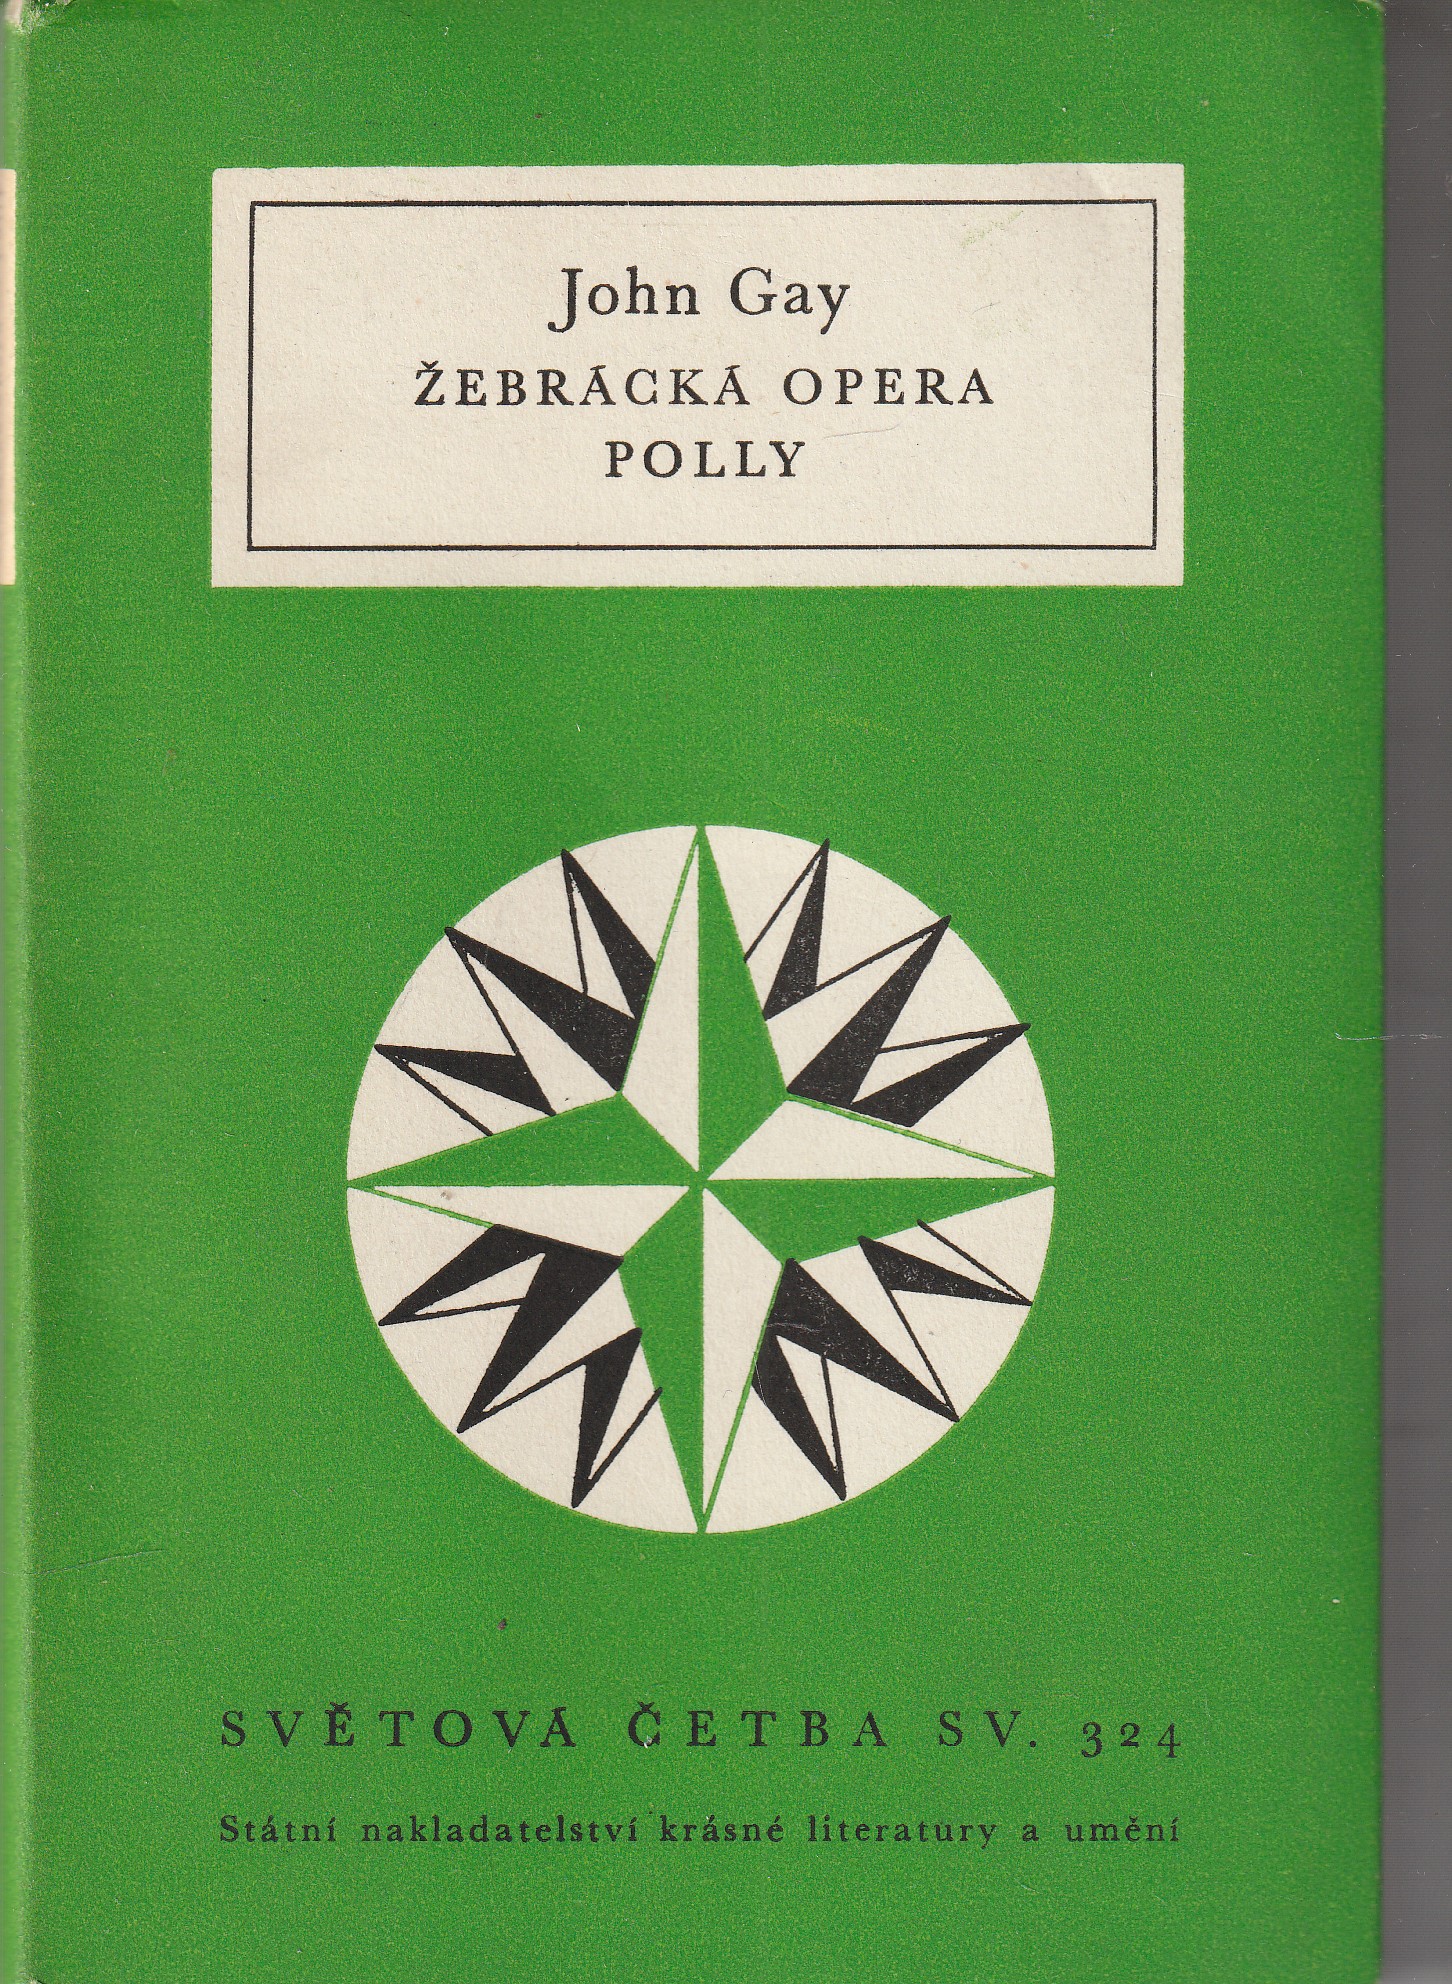 John Gay
ŽEBRÁCKÁ OPERA
POLLY
SVĚTOVÁ ČETBA SV. 324
Státní nakladatelství krásné literatury a umění